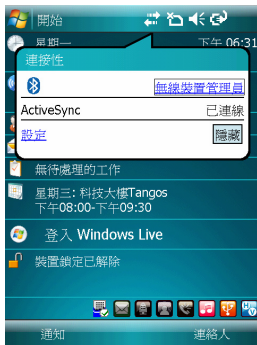 開始
星期一 下午 06:31
連接性
無線裝置管理員
ActiveSync 已連線
設定 隱藏
無待處理的工作
星期三: 科技大樓Tangos
下午08:00-下午09:30
登入 Windows Live
裝置鎖定已解除
通知 連絡人